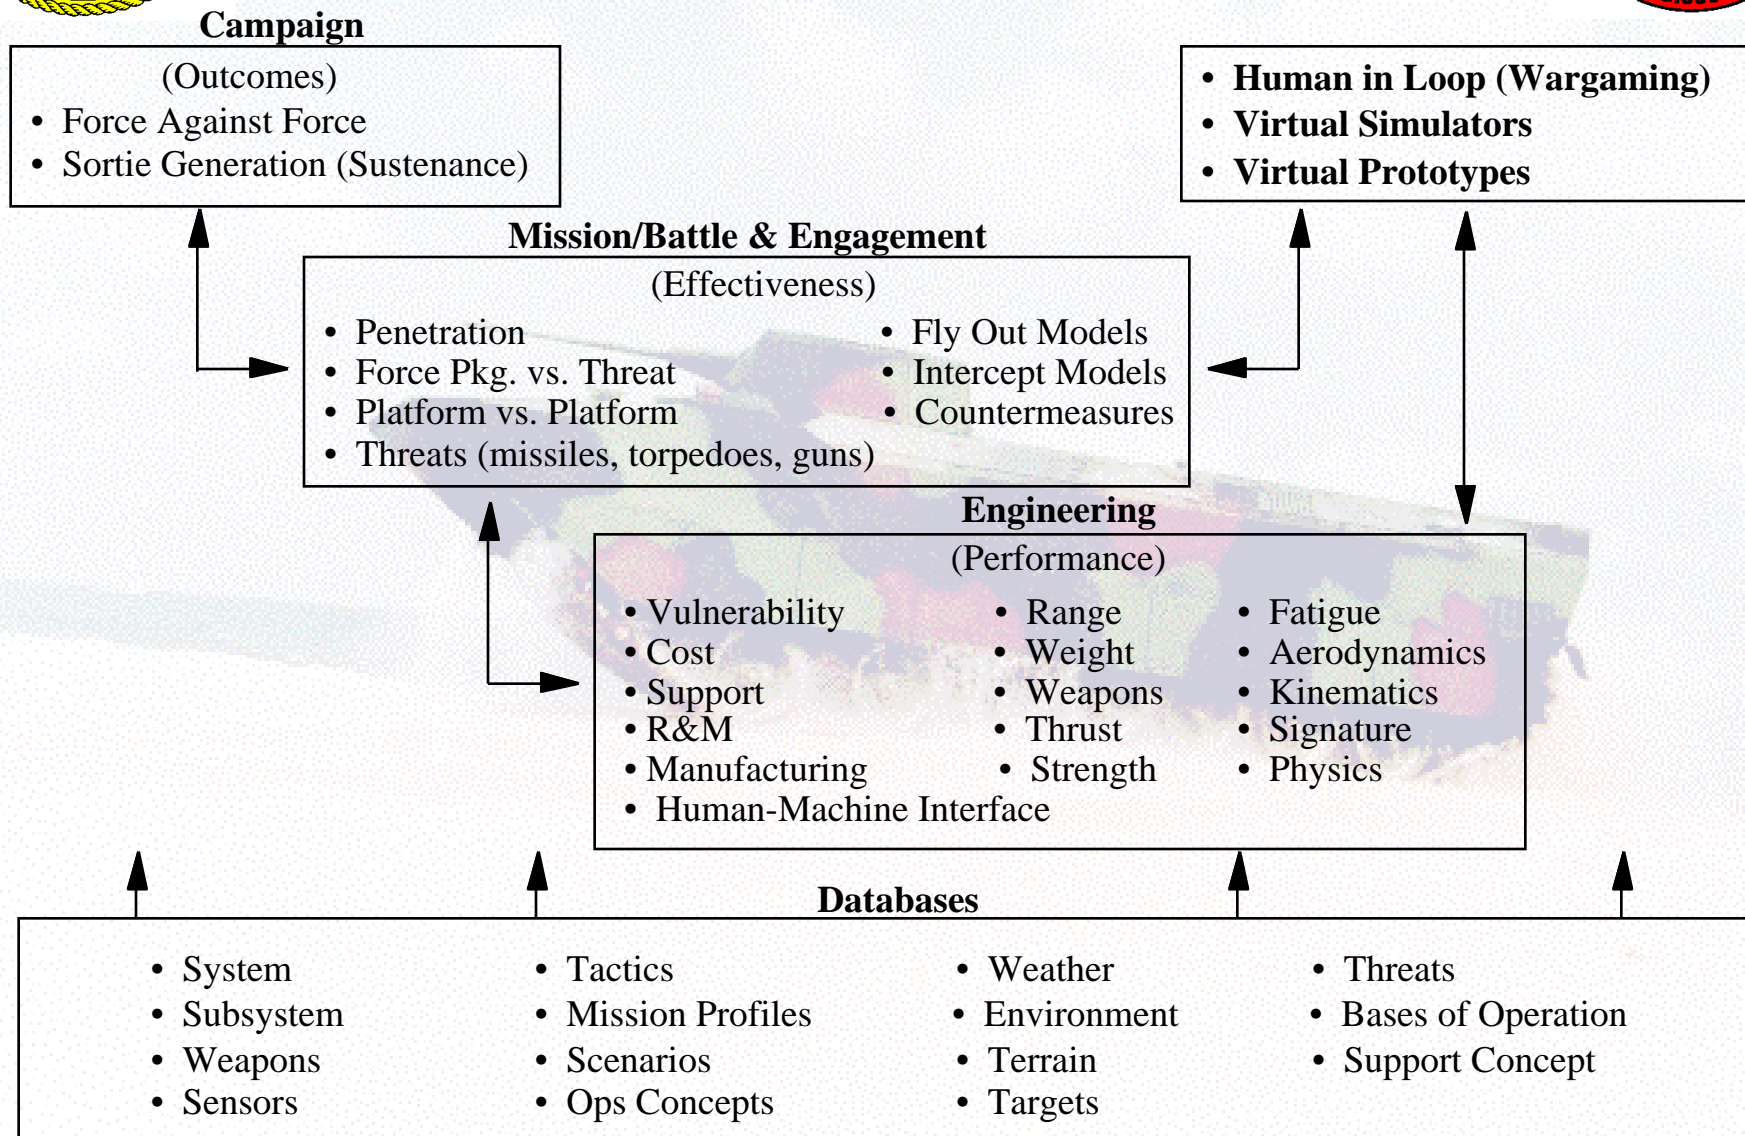 Campaign
(Outcomes)
• Force Against Force
• Sortie Generation (Sustenance)
• Human in Loop (Wargaming)
• Virtual Simulators
• Virtual Prototypes
Mission/Battle & Engagement
(Effectiveness)
• Penetration
• Force Pkg. vs. Threat
• Platform vs. Platform
• Threats (missiles, torpedoes, guns)
• Fly Out Models
• Intercept Models
• Countermeasures
Engineering
(Performance)
• Vulnerability
• Cost
• Support
• R&M
• Manufacturing
• Human-Machine Interface
• Range
• Weight
• Weapons
• Thrust
• Strength
• Fatigue
• Aerodynamics
• Kinematics
• Signature
• Physics
Databases
• System
• Subsystem
• Weapons
• Sensors
• Tactics
• Mission Profiles
• Scenarios
• Ops Concepts
• Weather
• Environment
• Terrain
• Targets
• Threats
• Bases of Operation
• Support Concept